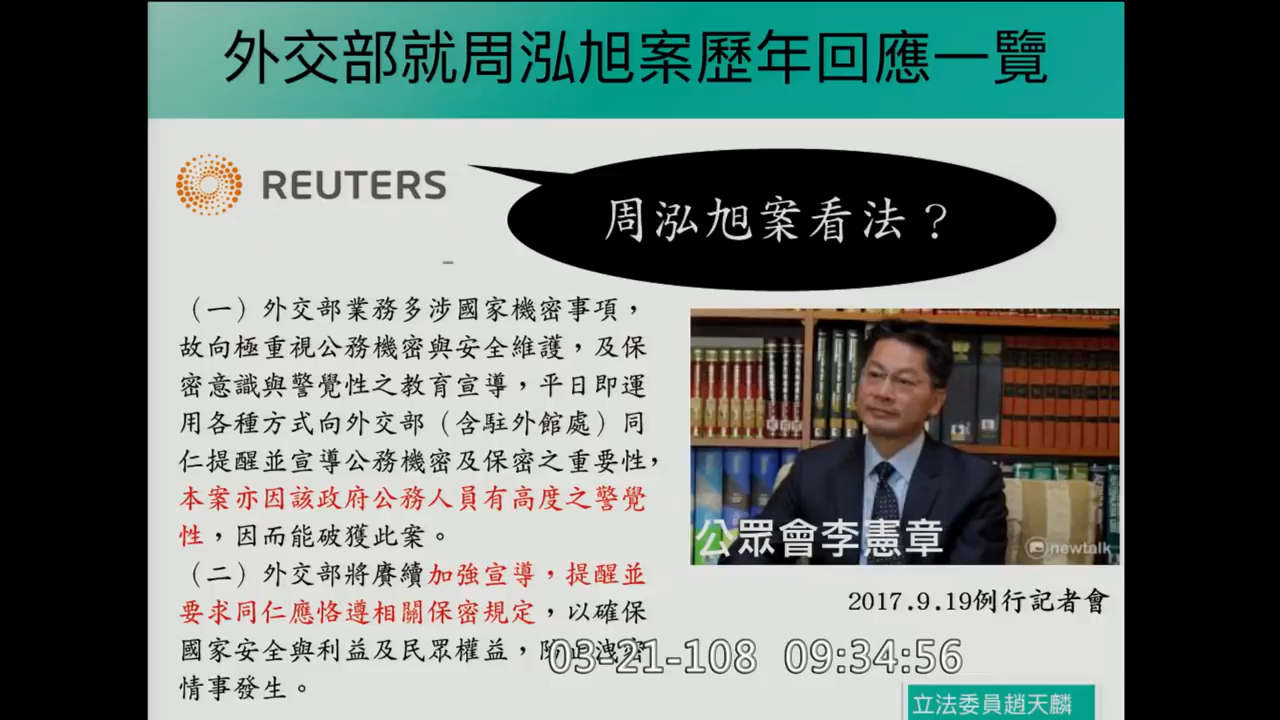 外交部就周泓旭案歷年回應一覽
REUTERS
周泓旭案看法？
（一）外交部業務多涉國家機密事項，
故向極重視公務機密與安全維護，及保
密意識與警覺性之教育宣導，平日即運
用各種方式向外交部（含駐外館處）同
仁提醒並宣導公務機密及保密之重要性，
本案亦因該政府公務人員有高度之警覺
性，因而能破獲此案。
（二）外交部將賡續加強宣導，提醒並
要求同仁應恪遵相關保密規定，以確保
國家安全與利益及民眾權益，防止洩密
情事發生。
公眾會李憲章
newtalk
2017.9.19例行記者會
03-21-108 09:34:56
立法委員趙天麟